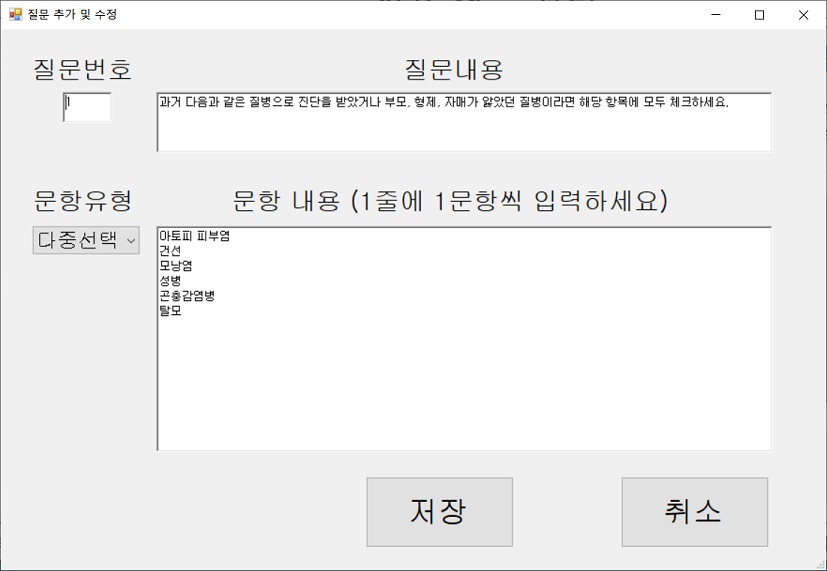 질문 추가 및 수정
질문번호 질문내용
1
과거 다음과 같은 질병으로 진단을 받았거나 부모, 형제, 자매가 앓았던 질병이라면 해당 항목에 모두 체크하세요.
문항유형 문항 내용 (1줄에 1문항씩 입력하세요)
다중선택
아토피 피부염
건선
모낭염
성병
곤충감염병
탈모
저장 취소